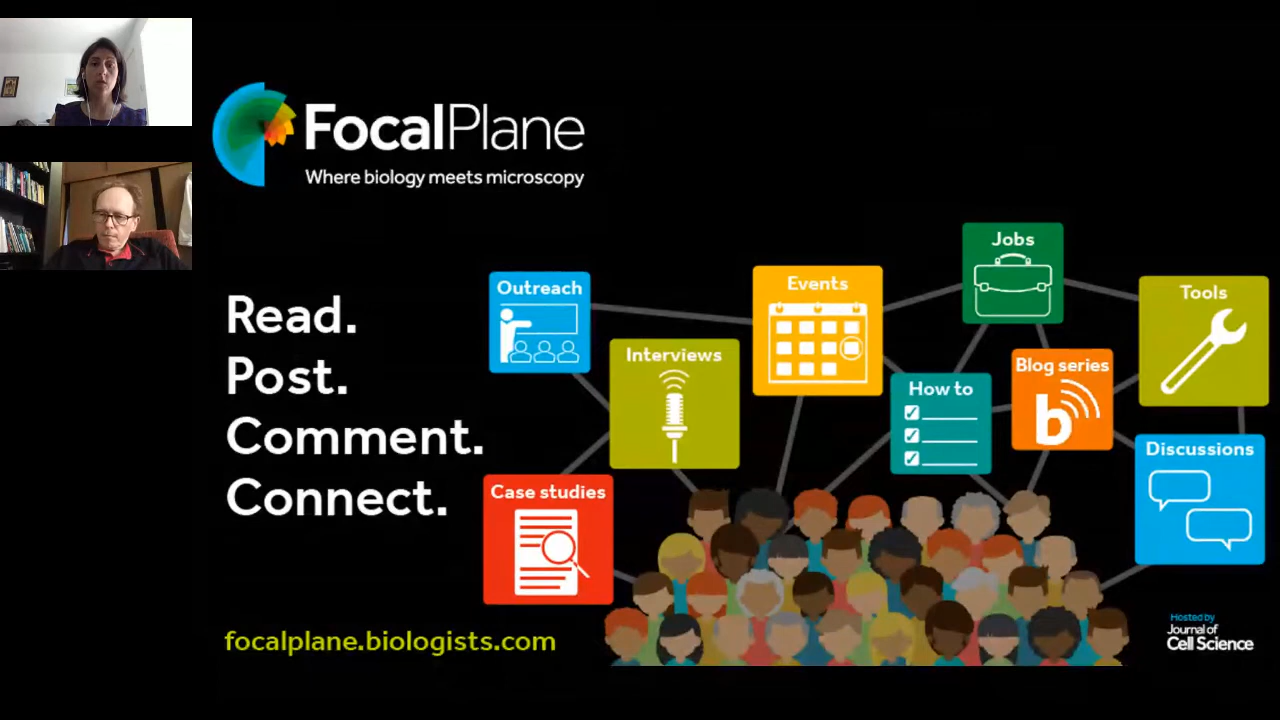 FocalPlane
Where biology meets microscopy
Read.
Post.
Comment.
Connect.
Outreach
Interviews
Events
Jobs
Tools
How to
Blog series
b
Case studies
Discussions
focalplane.biologists.com
Hosted by
Journal of
Cell Science